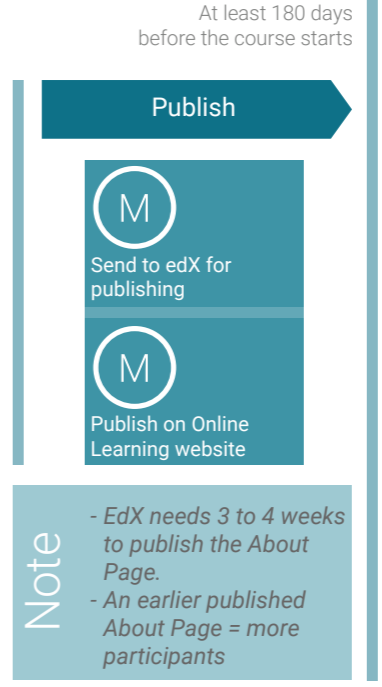 At least 180 days
before the course starts
Publish
M
Send to edX for
publishing
M
Publish on Online
Learning website
Note
- EdX needs 3 to 4 weeks
to publish the About
Page.
- An earlier published
About Page = more
participants